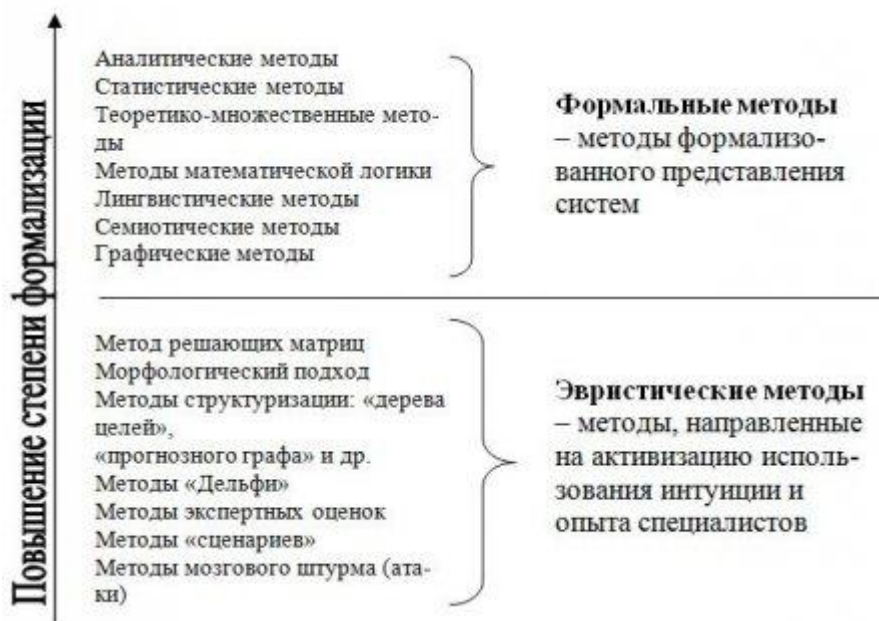 Повышение степени формализации
Аналитические методы
Статистические методы
Теоретико-множественные мето-
ды
Методы математической логики
Лингвистические методы
Семиотические методы
Графические методы
Формальные методы
– методы формализо-
ванного представления
систем
Метод решающих матриц
Морфологический подход
Методы структуризации: «дерева
целей»,
«прогнозного графа» и др.
Методы «Дельфи»
Методы экспертных оценок
Методы «сценариев»
Методы мозгового штурма (ата-
ки)
Эвристические методы
– методы, направленные
на активизацию исполь-
зования интуиции и
опыта специалистов